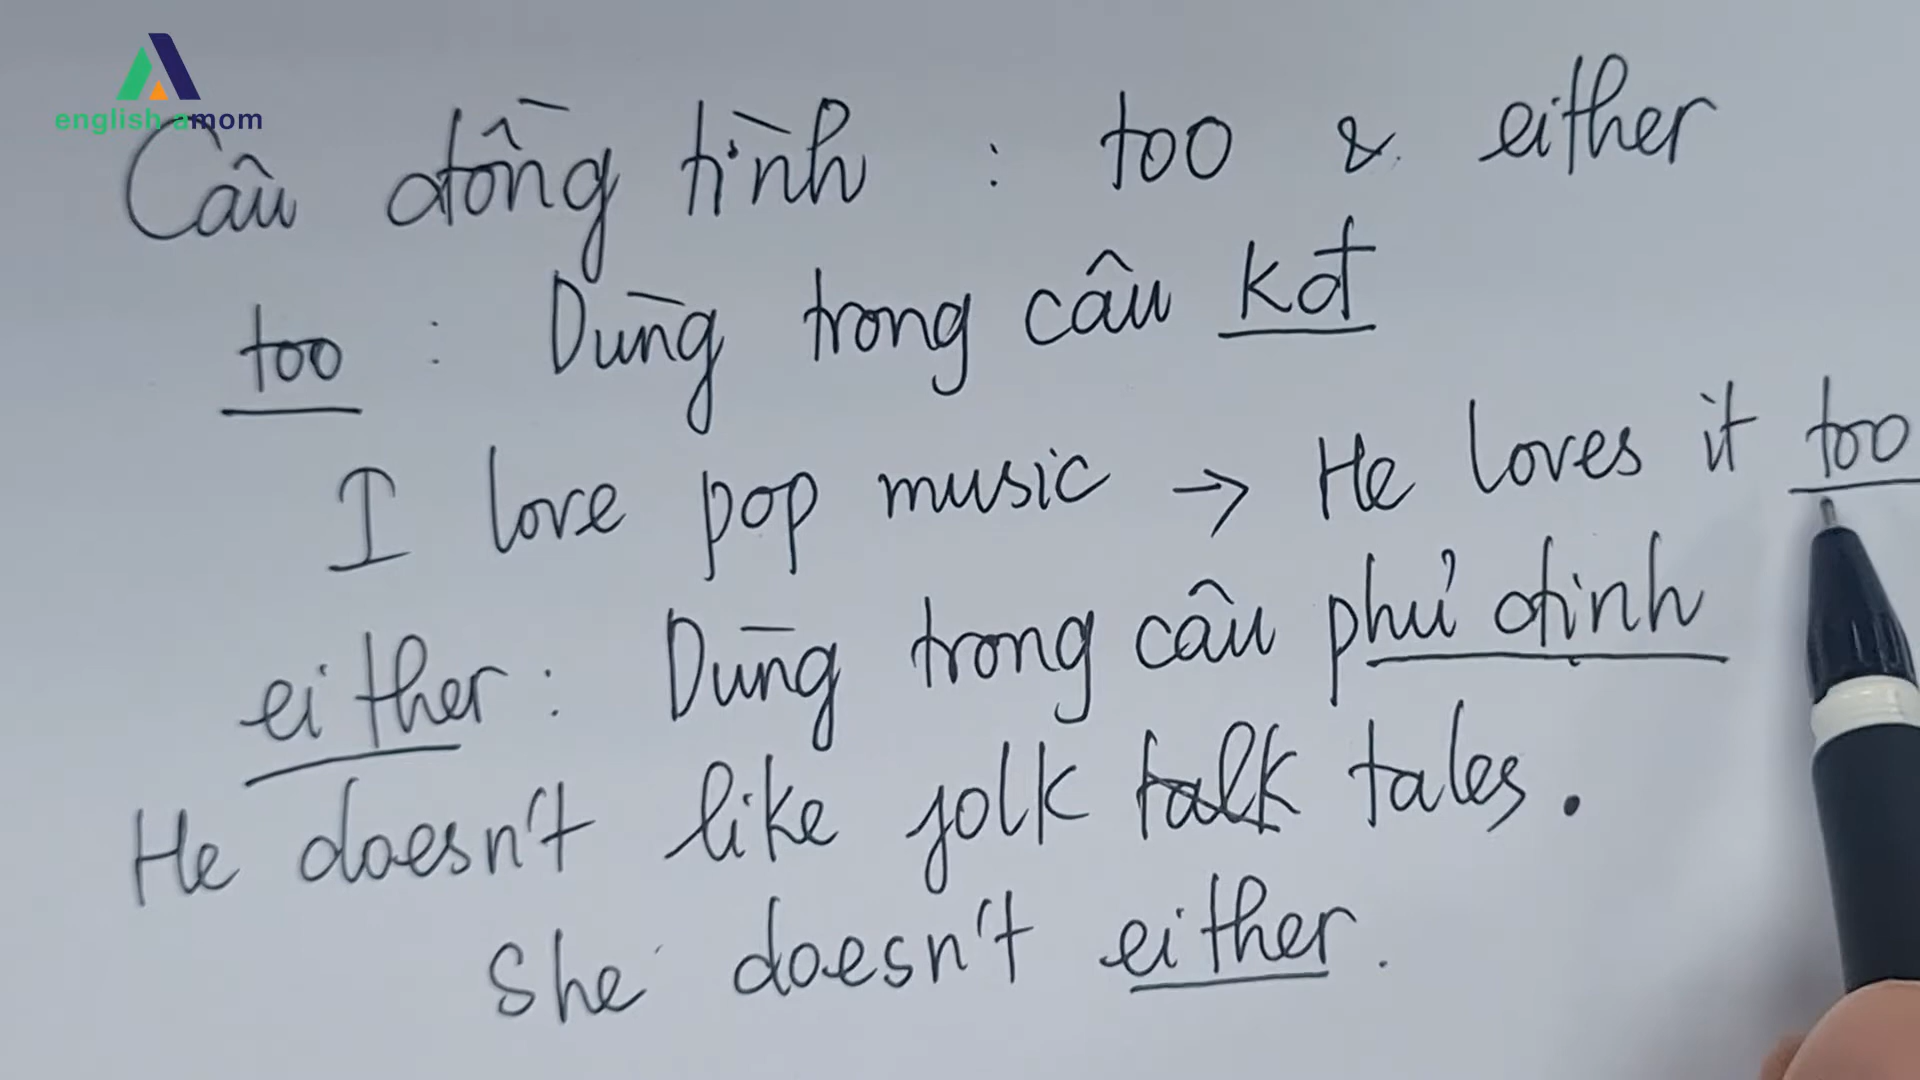 english amom
Câu đồng tình : too & either
too : Dùng trong câu kđ
I love pop music → He loves it too
either : Dùng trong câu phủ định
He doesn't like folk talk tales.
She doesn't either.